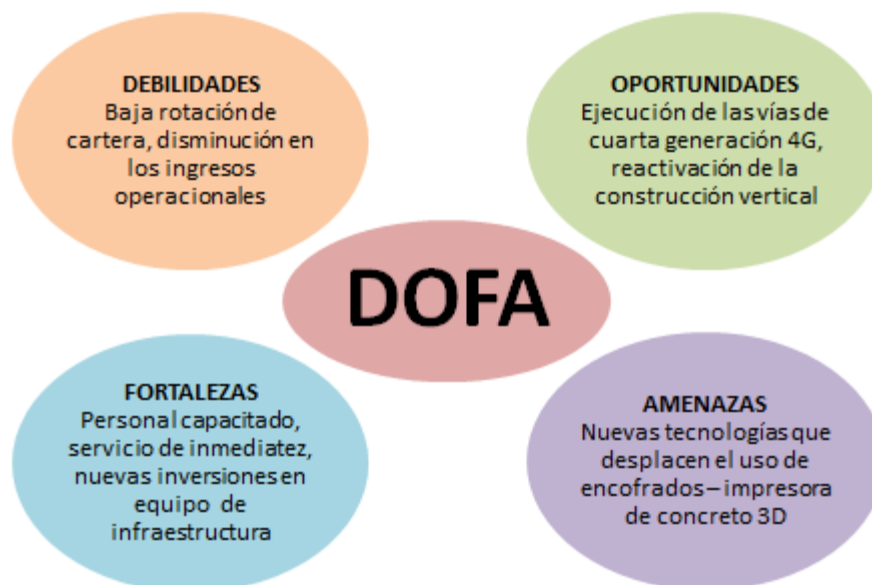 DEBILIDADES
Baja rotación de
cartera, disminución en
los ingresos
operacionales
OPORTUNIDADES
Ejecución de las vías de
cuarta generación 4G,
reactivación de la
construcción vertical
DOFA
FORTALEZAS
Personal capacitado,
servicio de inmediatez,
nuevas inversiones en
equipo de
infraestructura
AMENAZAS
Nuevas tecnologías que
desplacen el uso de
encofrados – impresora
de concreto 3D